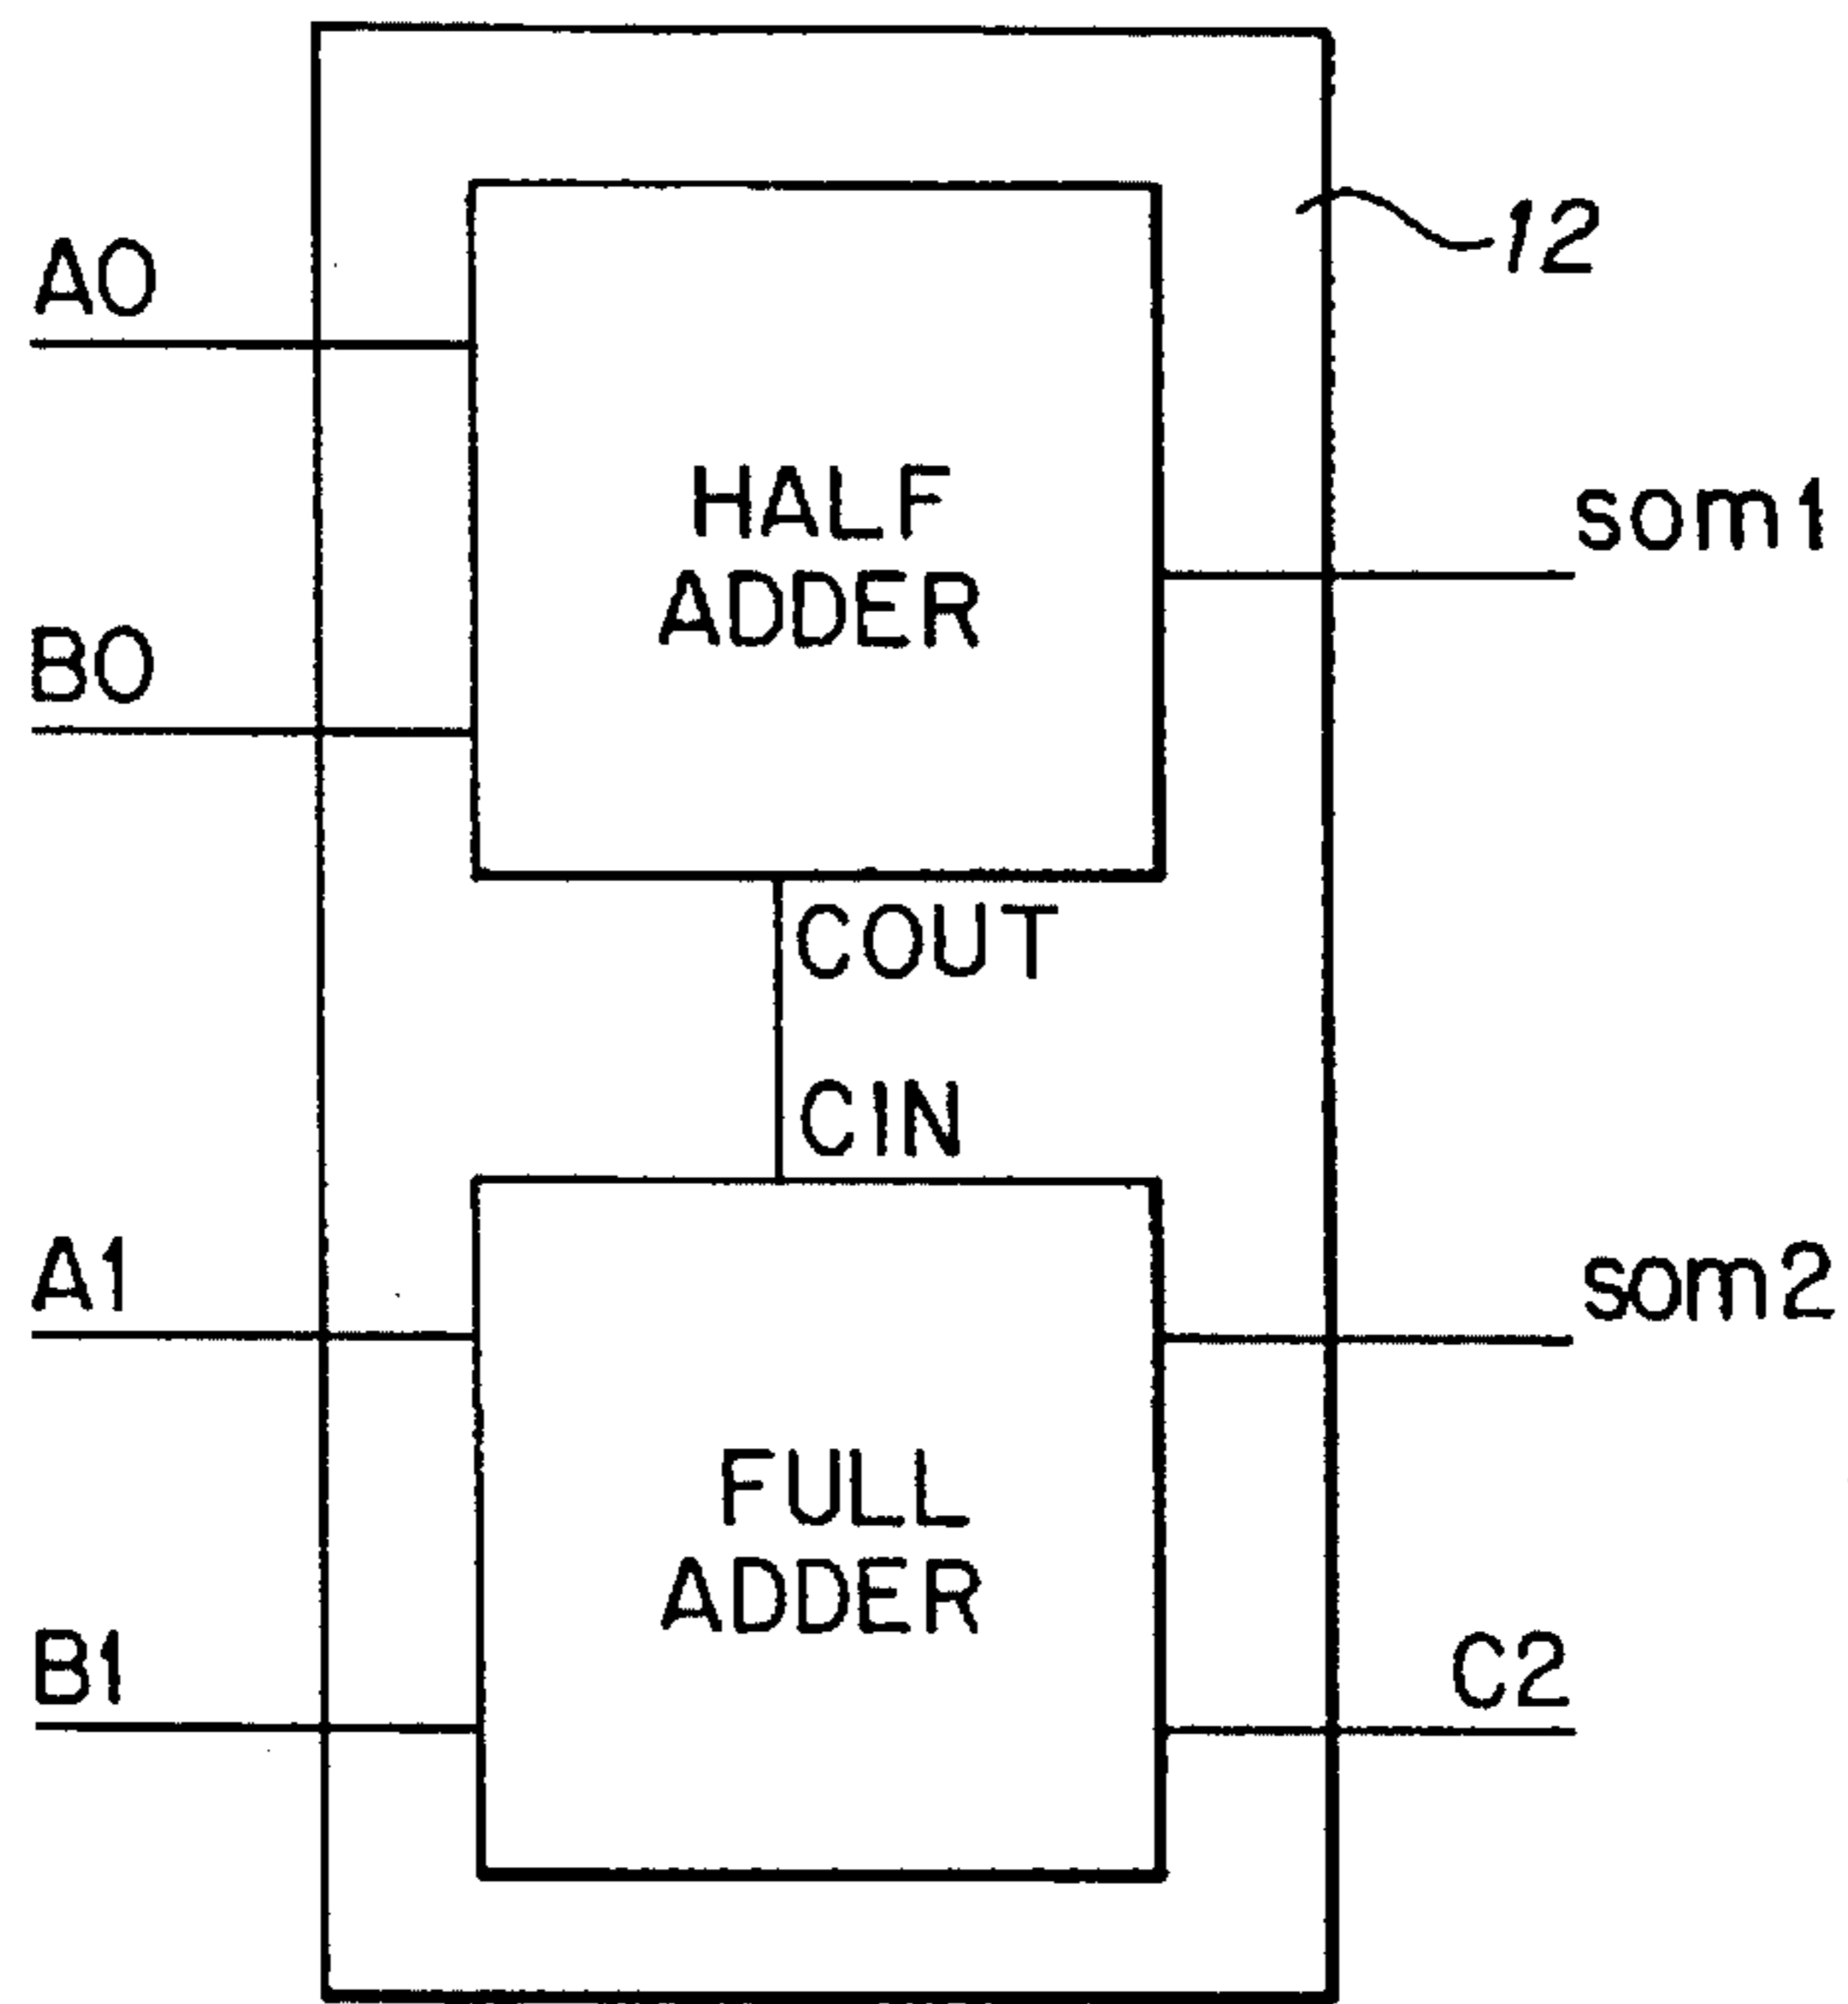 12
A0
HALF
ADDER
som1
B0
COUT
CIN
A1
som2
FULL
ADDER
B1
C2